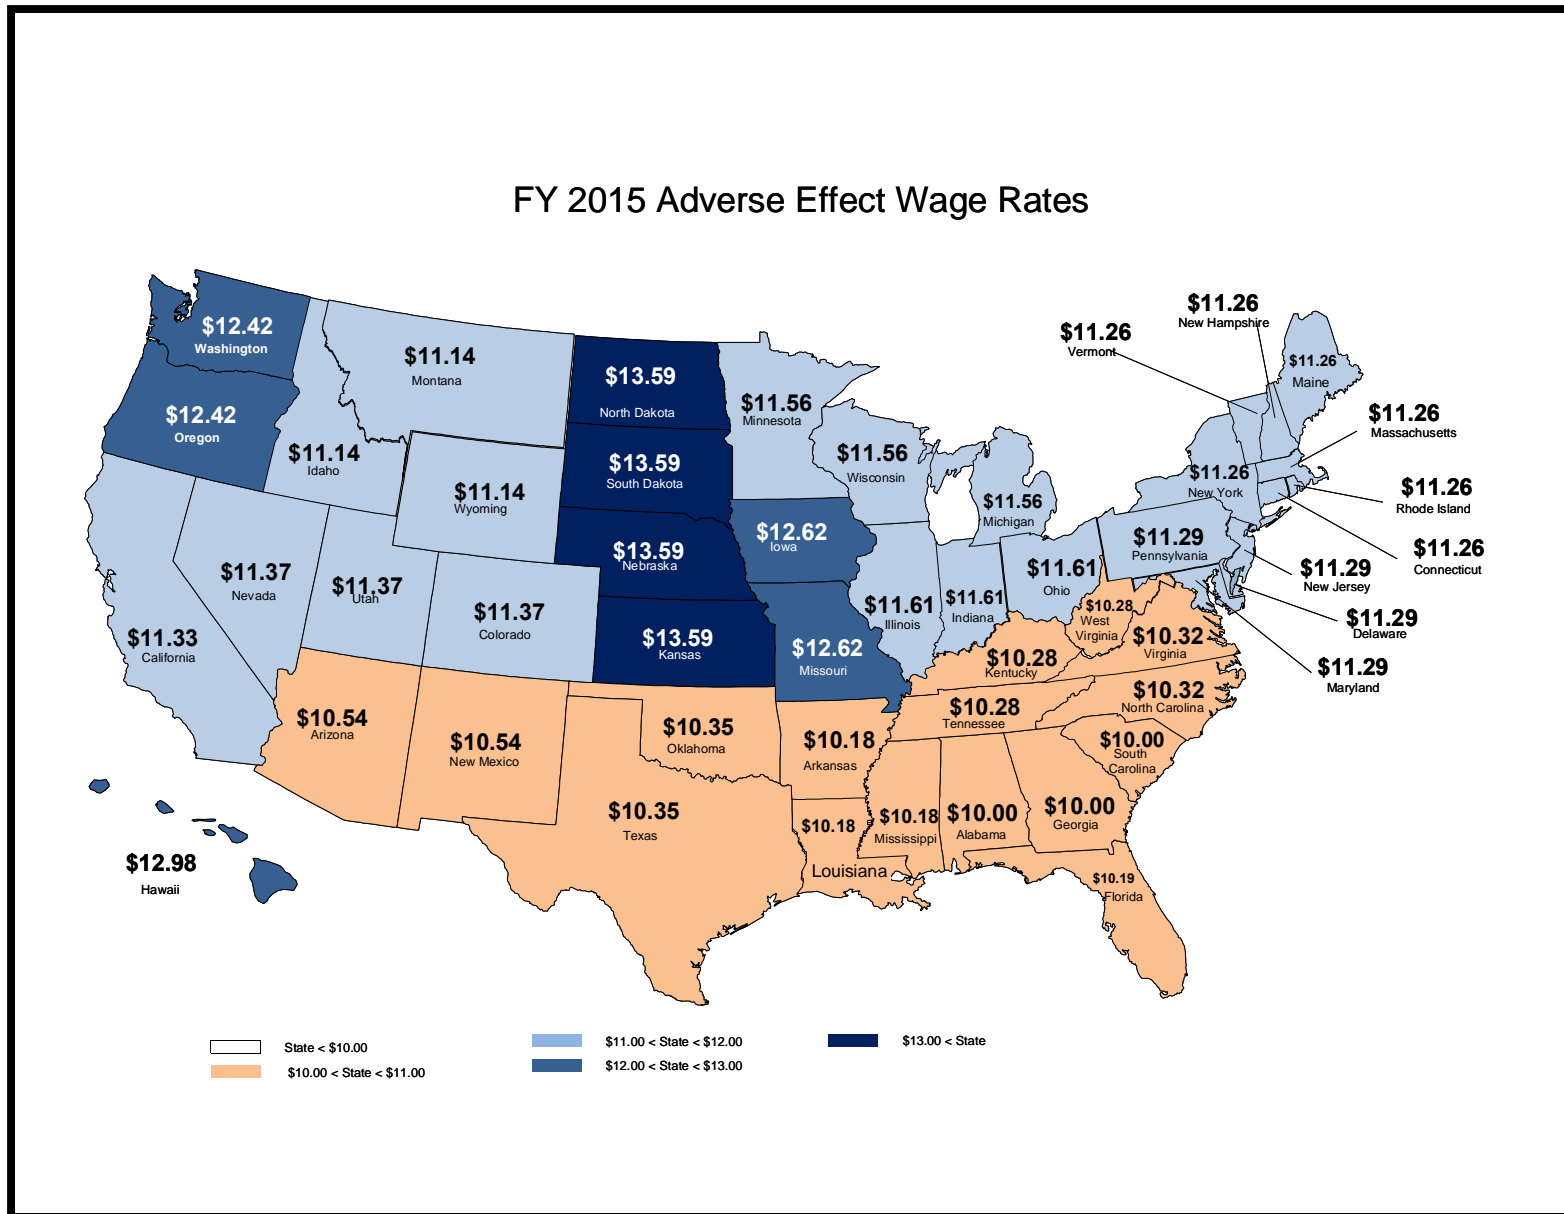 FY 2015 Adverse Effect Wage Rates
$12.42
Washington
$12.42
Oregon
$11.14
Montana
$11.14
Idaho
$11.14
Wyoming
$13.59
North Dakota
$13.59
South Dakota
$13.59
Nebraska
$13.59
Kansas
$11.56
Minnesota
$11.56
Wisconsin
$11.56
Michigan
$12.62
Iowa
$12.62
Missouri
$11.61
Illinois
$11.61
Indiana
$11.61
Ohio
$11.26
Vermont
$11.26
New Hampshire
$11.26
Maine
$11.26
Massachusetts
$11.26
New York
$11.26
Rhode Island
$11.26
Connecticut
$11.29
Pennsylvania
$11.29
New Jersey
$11.29
Delaware
$11.29
Maryland
$11.33
California
$11.37
Nevada
$11.37
Utah
$11.37
Colorado
$10.54
Arizona
$10.54
New Mexico
$10.35
Oklahoma
$10.35
Texas
$10.18
Arkansas
$10.18
Louisiana
$10.18
Mississippi
$10.00
Alabama
$10.00
Georgia
$10.00
South
Carolina
$10.19
Florida
$10.28
Kentucky
$10.28
Tennessee
$10.28
West
Virginia
$10.32
Virginia
$10.32
North Carolina
$12.98
Hawaii
State < $10.00
$10.00 < State < $11.00
$11.00 < State < $12.00
$12.00 < State < $13.00
$13.00 < State